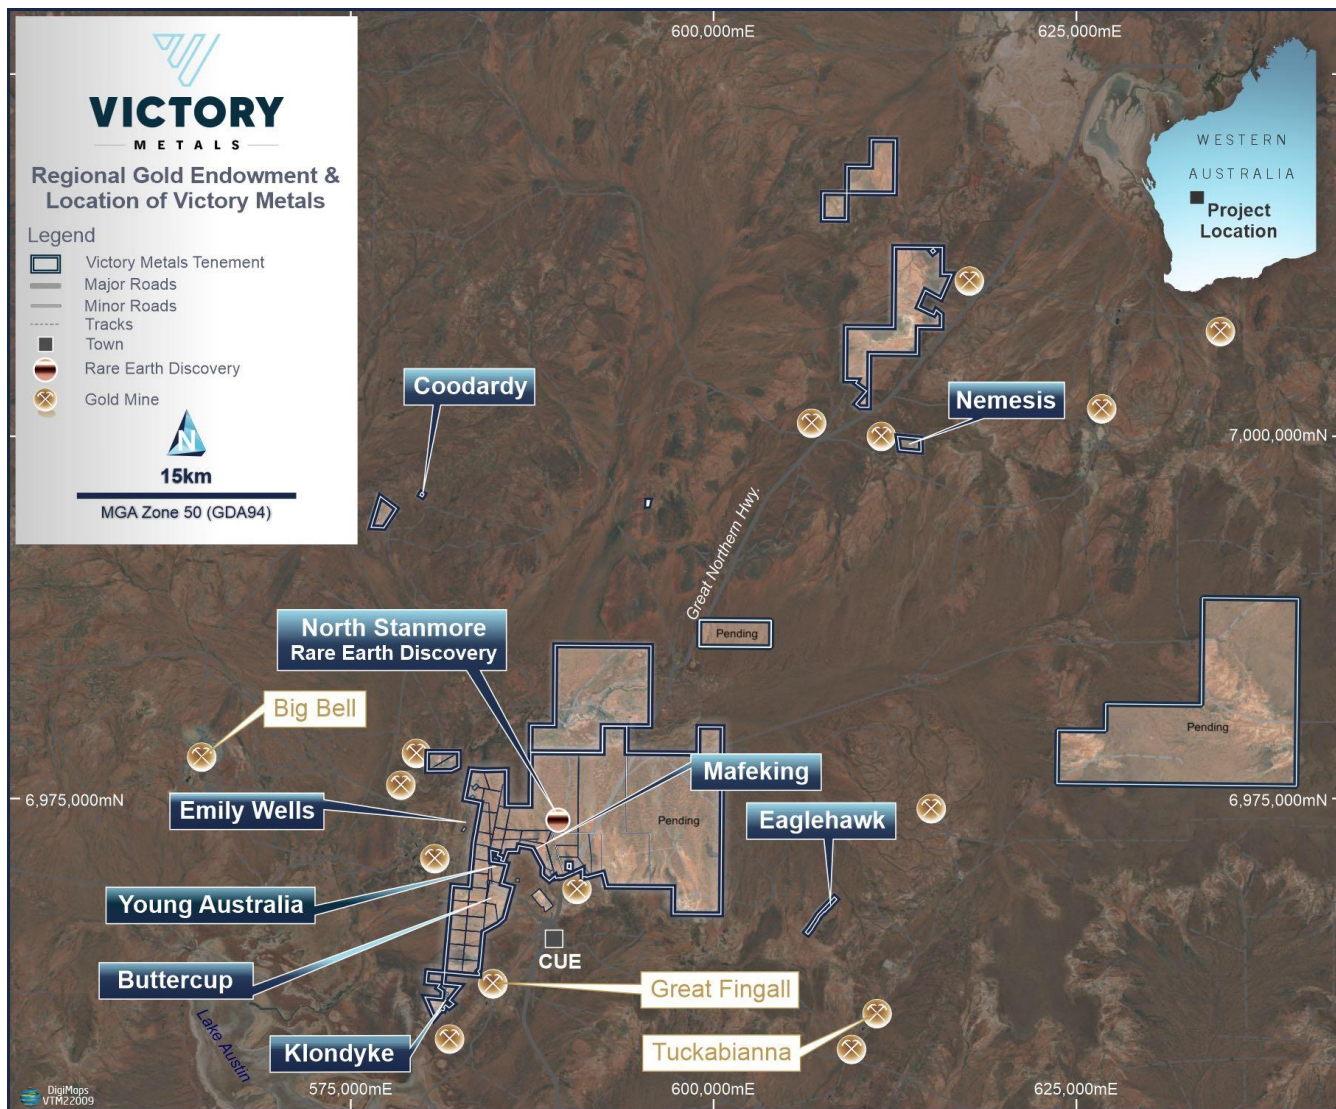 600,000mE
625,000mE
VICTORY
METALS
Regional Gold Endowment &
Location of Victory Metals
Legend
Victory Metals Tenement
Major Roads
Minor Roads
Tracks
Town
Rare Earth Discovery
Gold Mine
N
15km
MGA Zone 50 (GDA94)
WESTERN
AUSTRALIA
Project
Location
Coodardy
Nemesis
7,000,000mN
Great Northern Hwy.
North Stanmore
Rare Earth Discovery
Pending
Big Bell
Pending
Mafeking
6,975,000mN
Emily Wells
Pending
Eaglehawk
6,975,000mN
Young Australia
CUE
Buttercup
Great Fingall
Lake Austin
Klondyke
Tuckabianna
DigiMaps
VTM22009
575,000mE
600,000mE
625,000mE